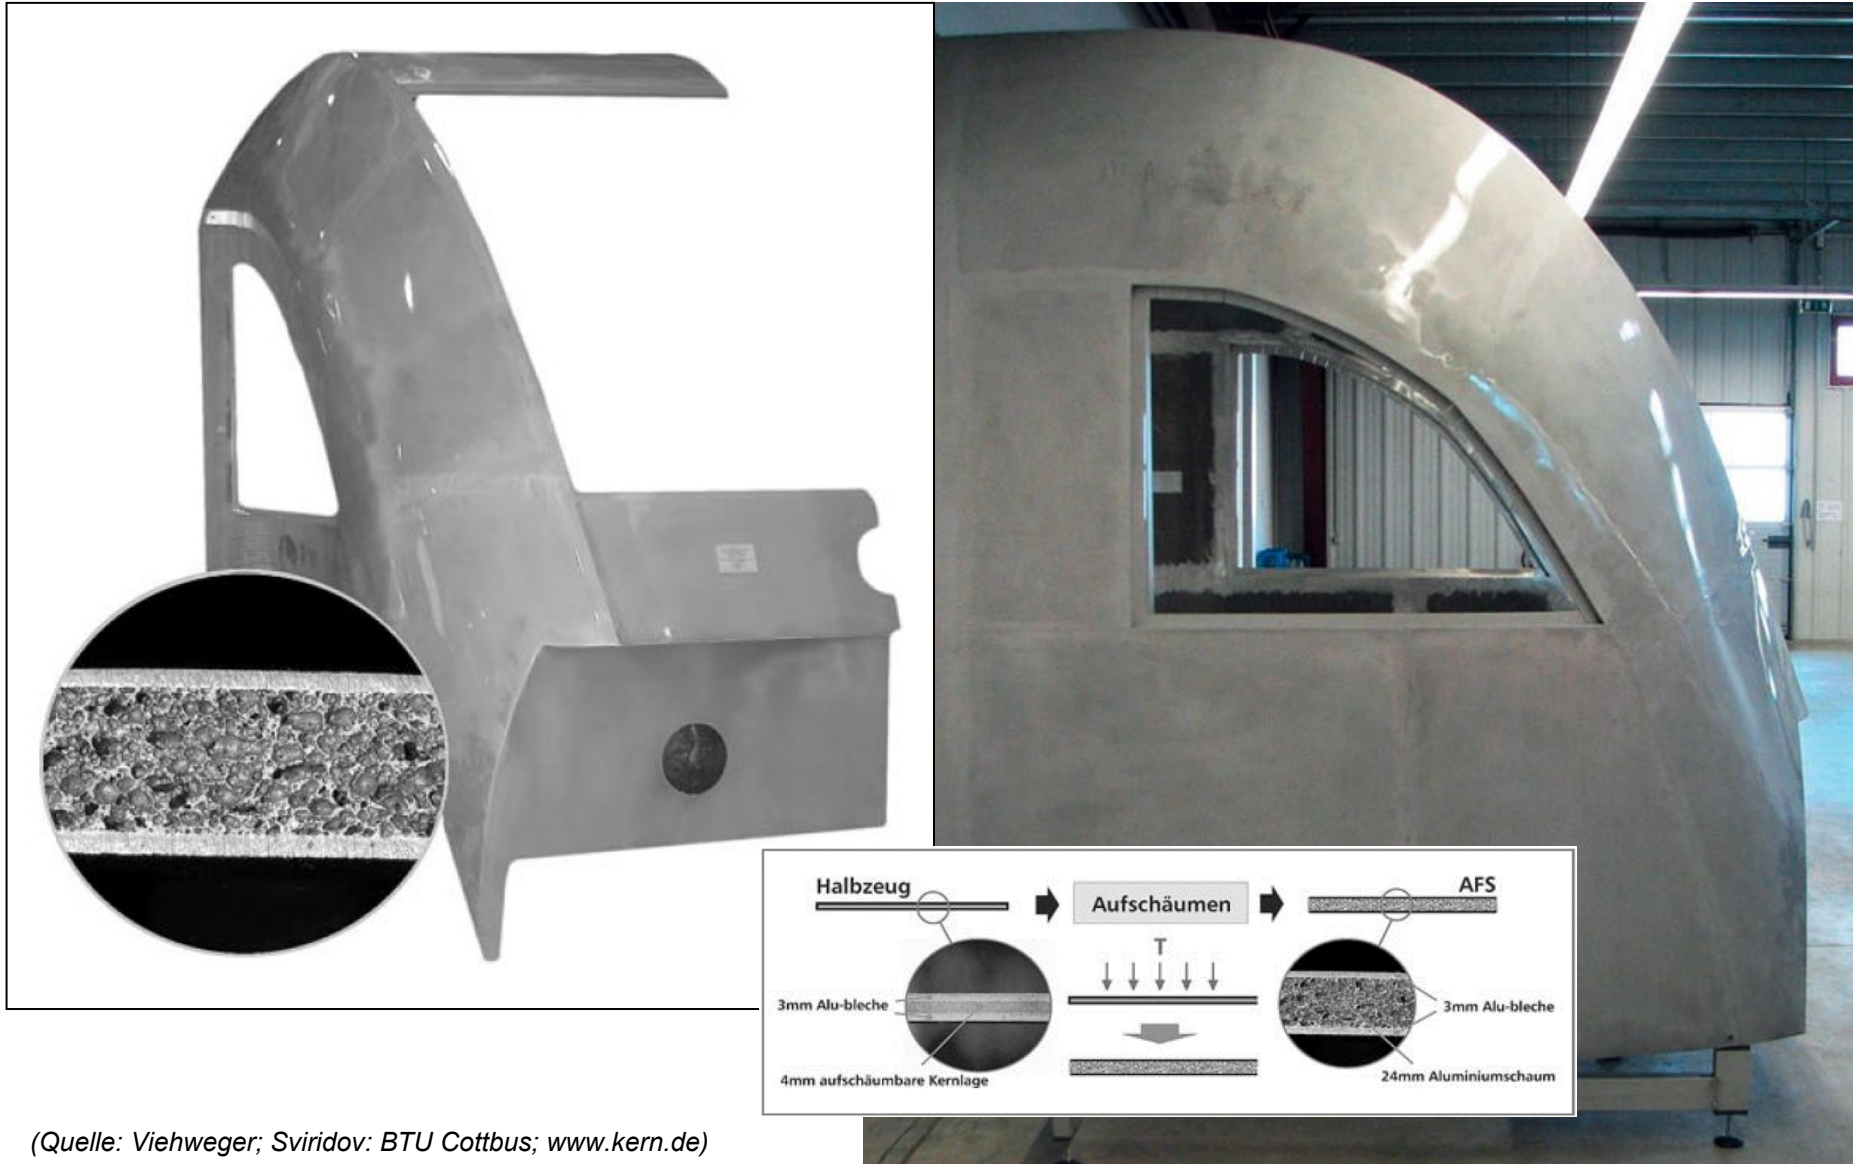 Halbzeug
Aufschäumen
AFS
T
3mm Alu-bleche
3mm Alu-bleche
4mm aufschäumbare Kernlage
24mm Aluminiumschaum
(Quelle: Viehweger; Sviridov: BTU Cottbus; www.kern.de)